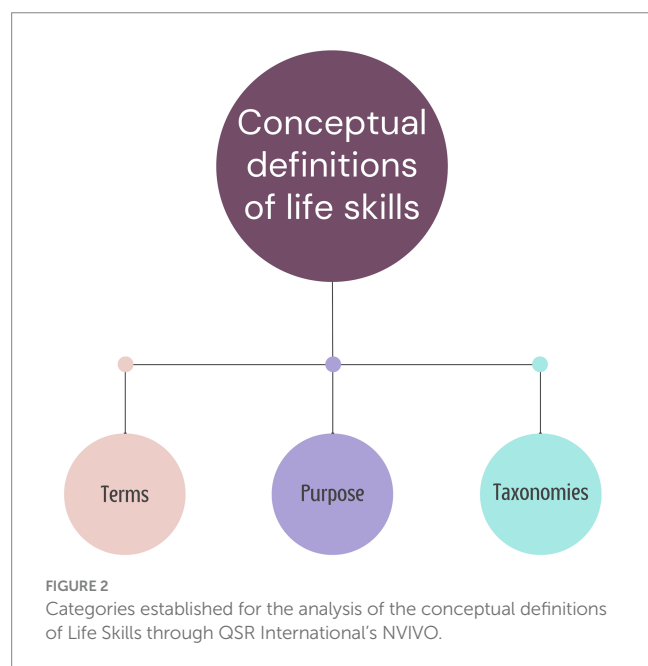 Conceptual
definitions
of life skills
Terms
Purpose
Taxonomies
FIGURE 2
Categories established for the analysis of the conceptual definitions
of Life Skills through QSR International’s NVIVO.